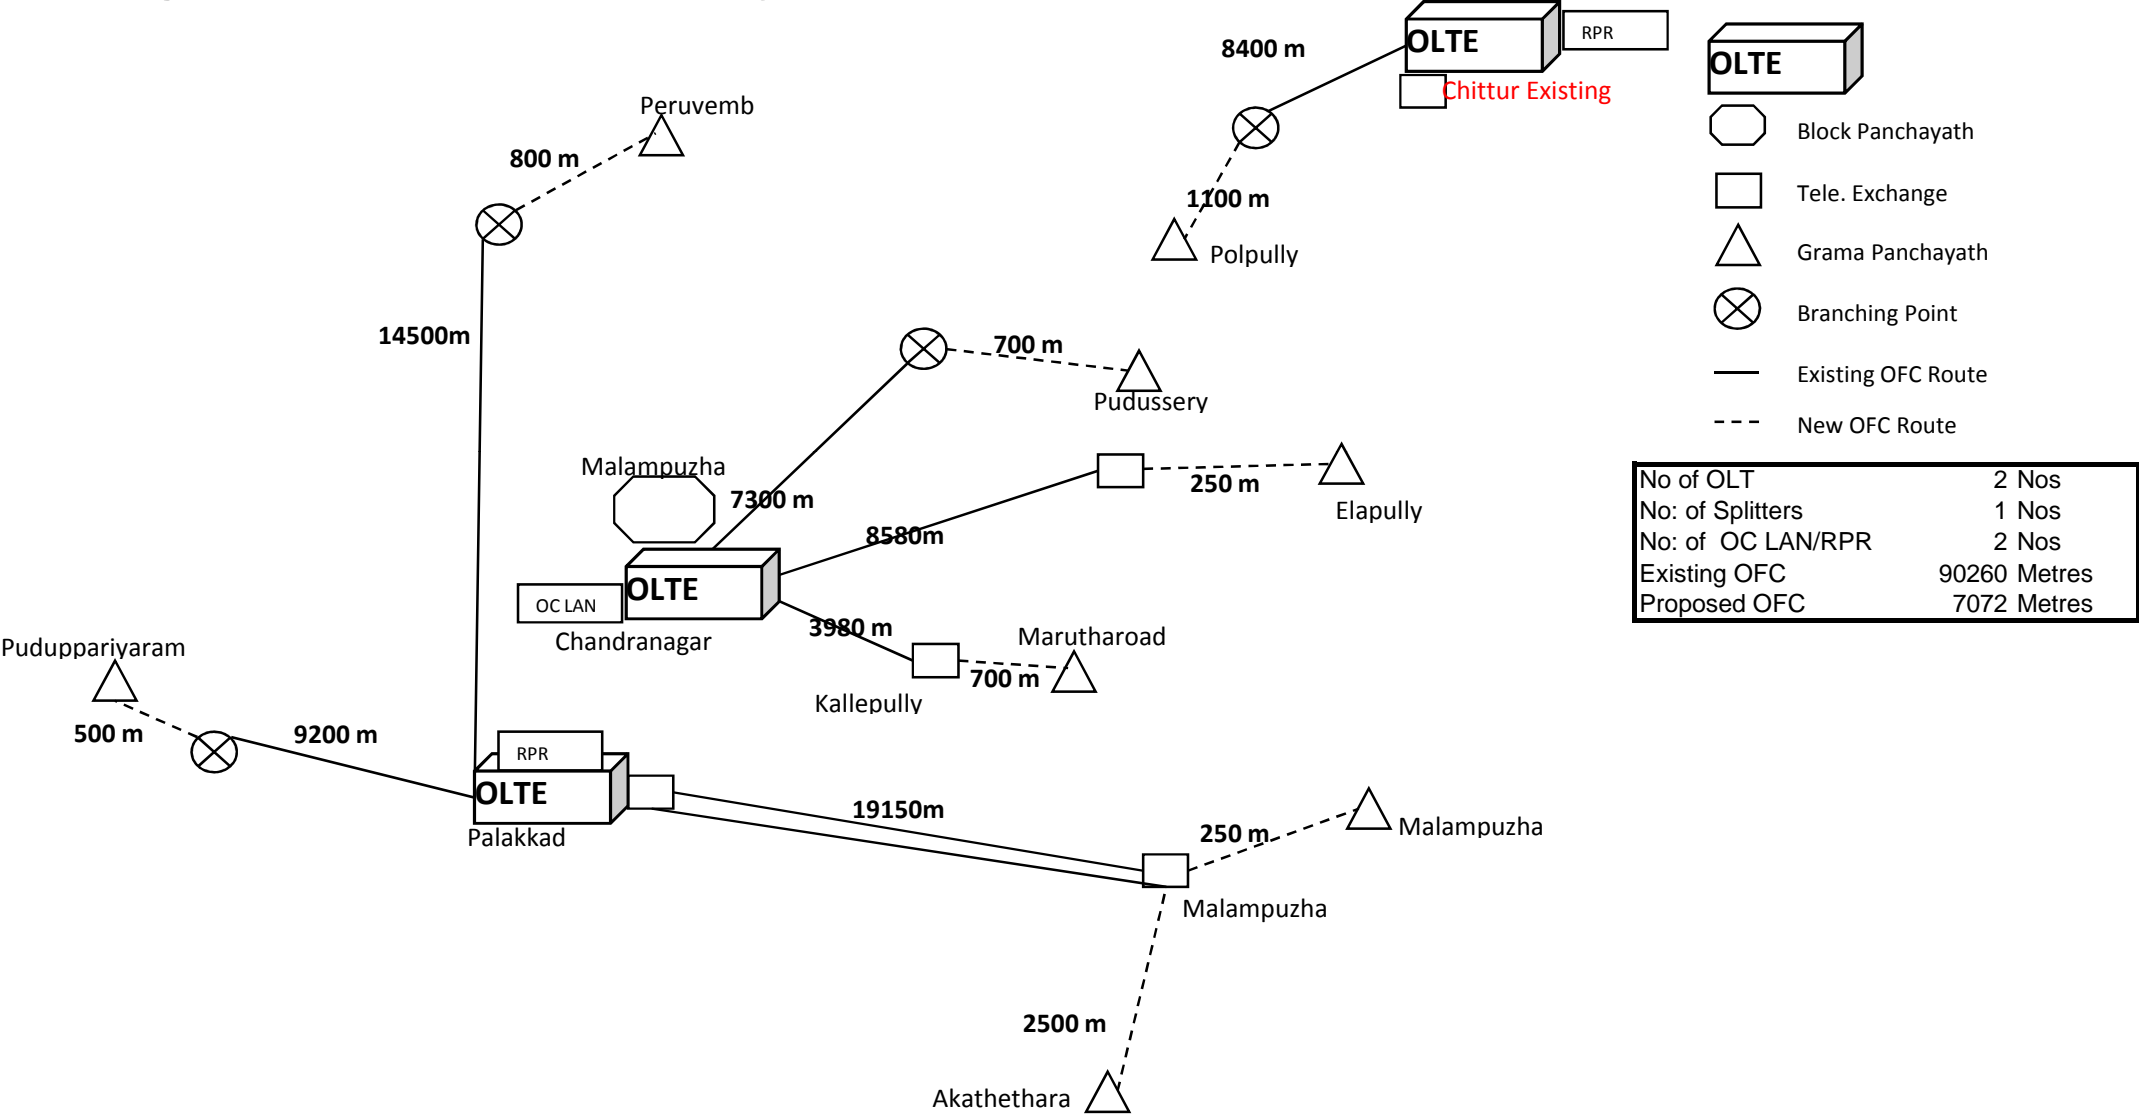 8400 m
OLTE
RPR
Chittur Existing
OLTE
Block Panchayath
Tele. Exchange
Grama Panchayath
Branching Point
Existing OFC Route
New OFC Route
Peruvemb
800 m
1100 m
Polpully
14500m
700 m
Pudussery
Malampuzha
7300 m
250 m
Elapully
8580m
OC LAN
OLTE
Chandranagar
3980 m
Marutharoad
700 m
Kallepully
No of OLT 2 Nos
No: of Splitters 1 Nos
No: of OC LAN/RPR 2 Nos
Existing OFC 90260 Metres
Proposed OFC 7072 Metres
Puduppariyaram
500 m
9200 m
RPR
OLTE
Palakkad
19150m
250 m
Malampuzha
Malampuzha
2500 m
Akathethara